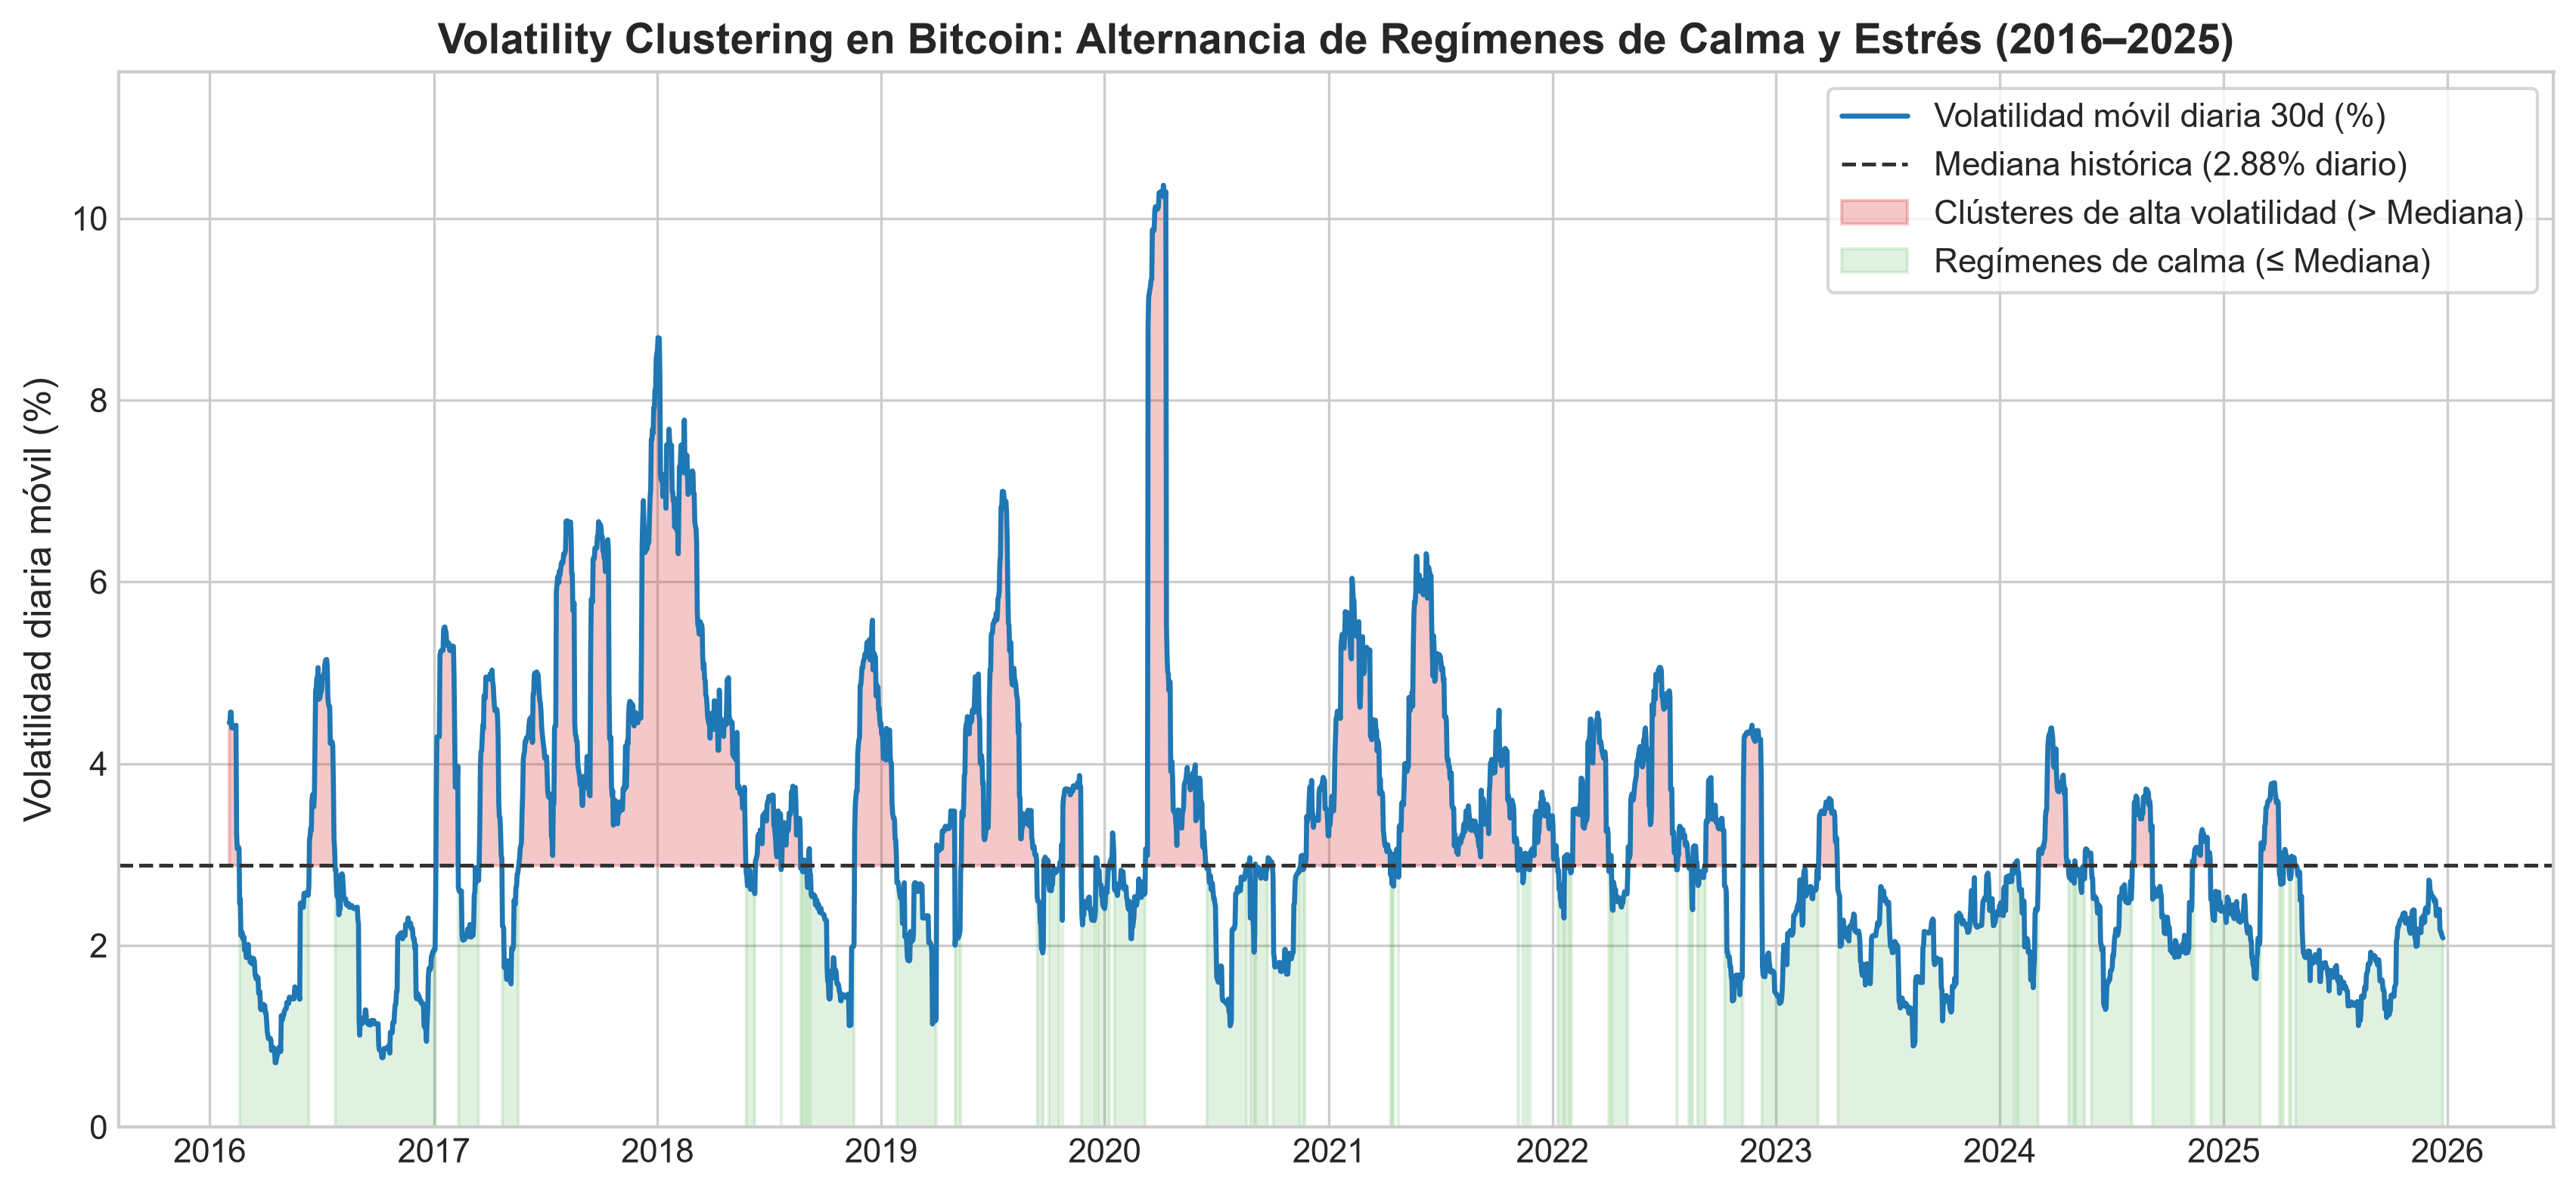 Volatility Clustering en Bitcoin: Alternancia de Regímenes de Calma y Estrés (2016–2025)
Volatilidad móvil diaria 30d (%)
Mediana histórica (2.88% diario)
Clústeres de alta volatilidad (> Mediana)
Regímenes de calma (≤ Mediana)
Volatilidad diaria móvil (%)
10
8
6
4
2
0
2016 2017 2018 2019 2020 2021 2022 2023 2024 2025 2026